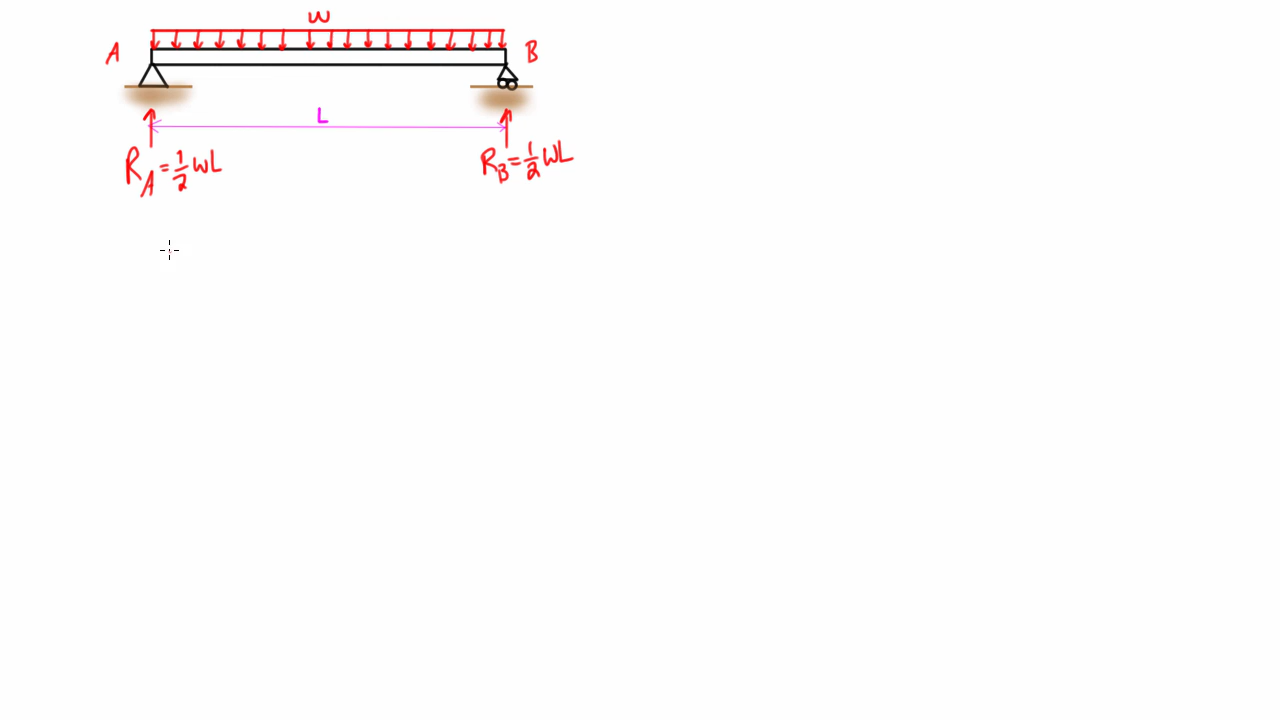 w
A
B
L
R_A = 1/2 wL
R_B = 1/2 wL